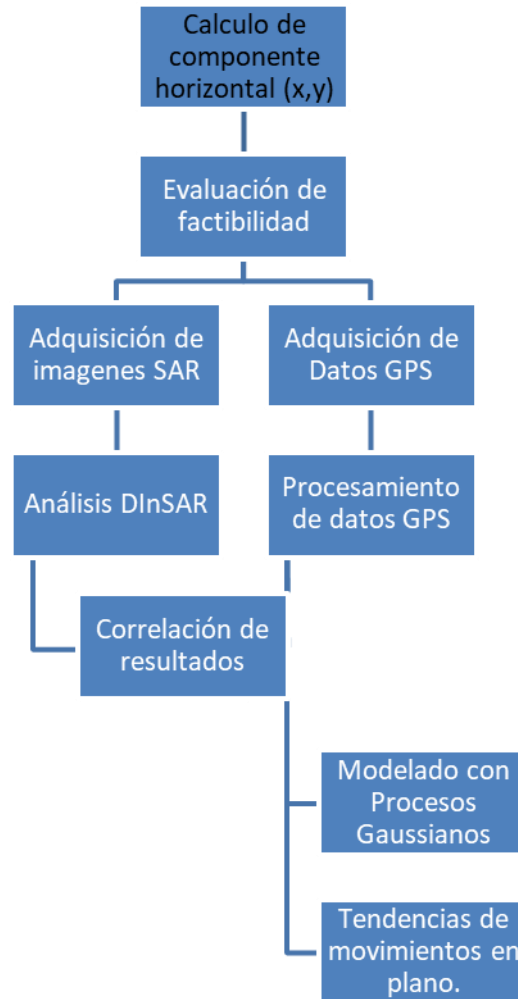 Calculo de
componente
horizontal (x,y)
Evaluación de
factibilidad
Adquisición de
imagenes SAR
Adquisición de
Datos GPS
Análisis DInSAR
Procesamiento
de datos GPS
Correlación de
resultados
Modelado con
Procesos
Gaussianos
Tendencias de
movimientos en
plano.